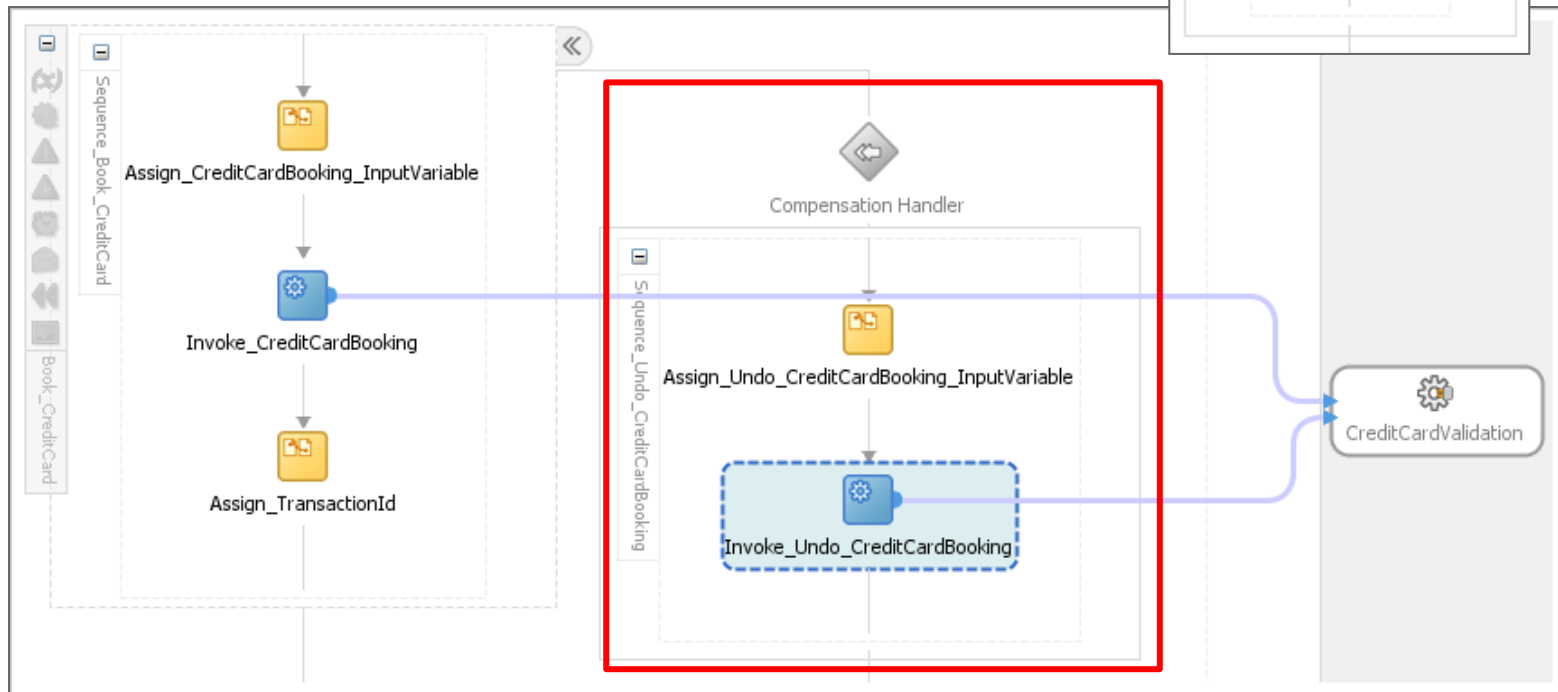 Sequence_Book_CreditCard
Book_CreditCard
Assign_CreditCardBooking_InputVariable
Invoke_CreditCardBooking
Assign_TransactionId
Compensation Handler
Sequence_Undo_CreditCardBooking
Assign_Undo_CreditCardBooking_InputVariable
Invoke_Undo_CreditCardBooking
CreditCardValidation